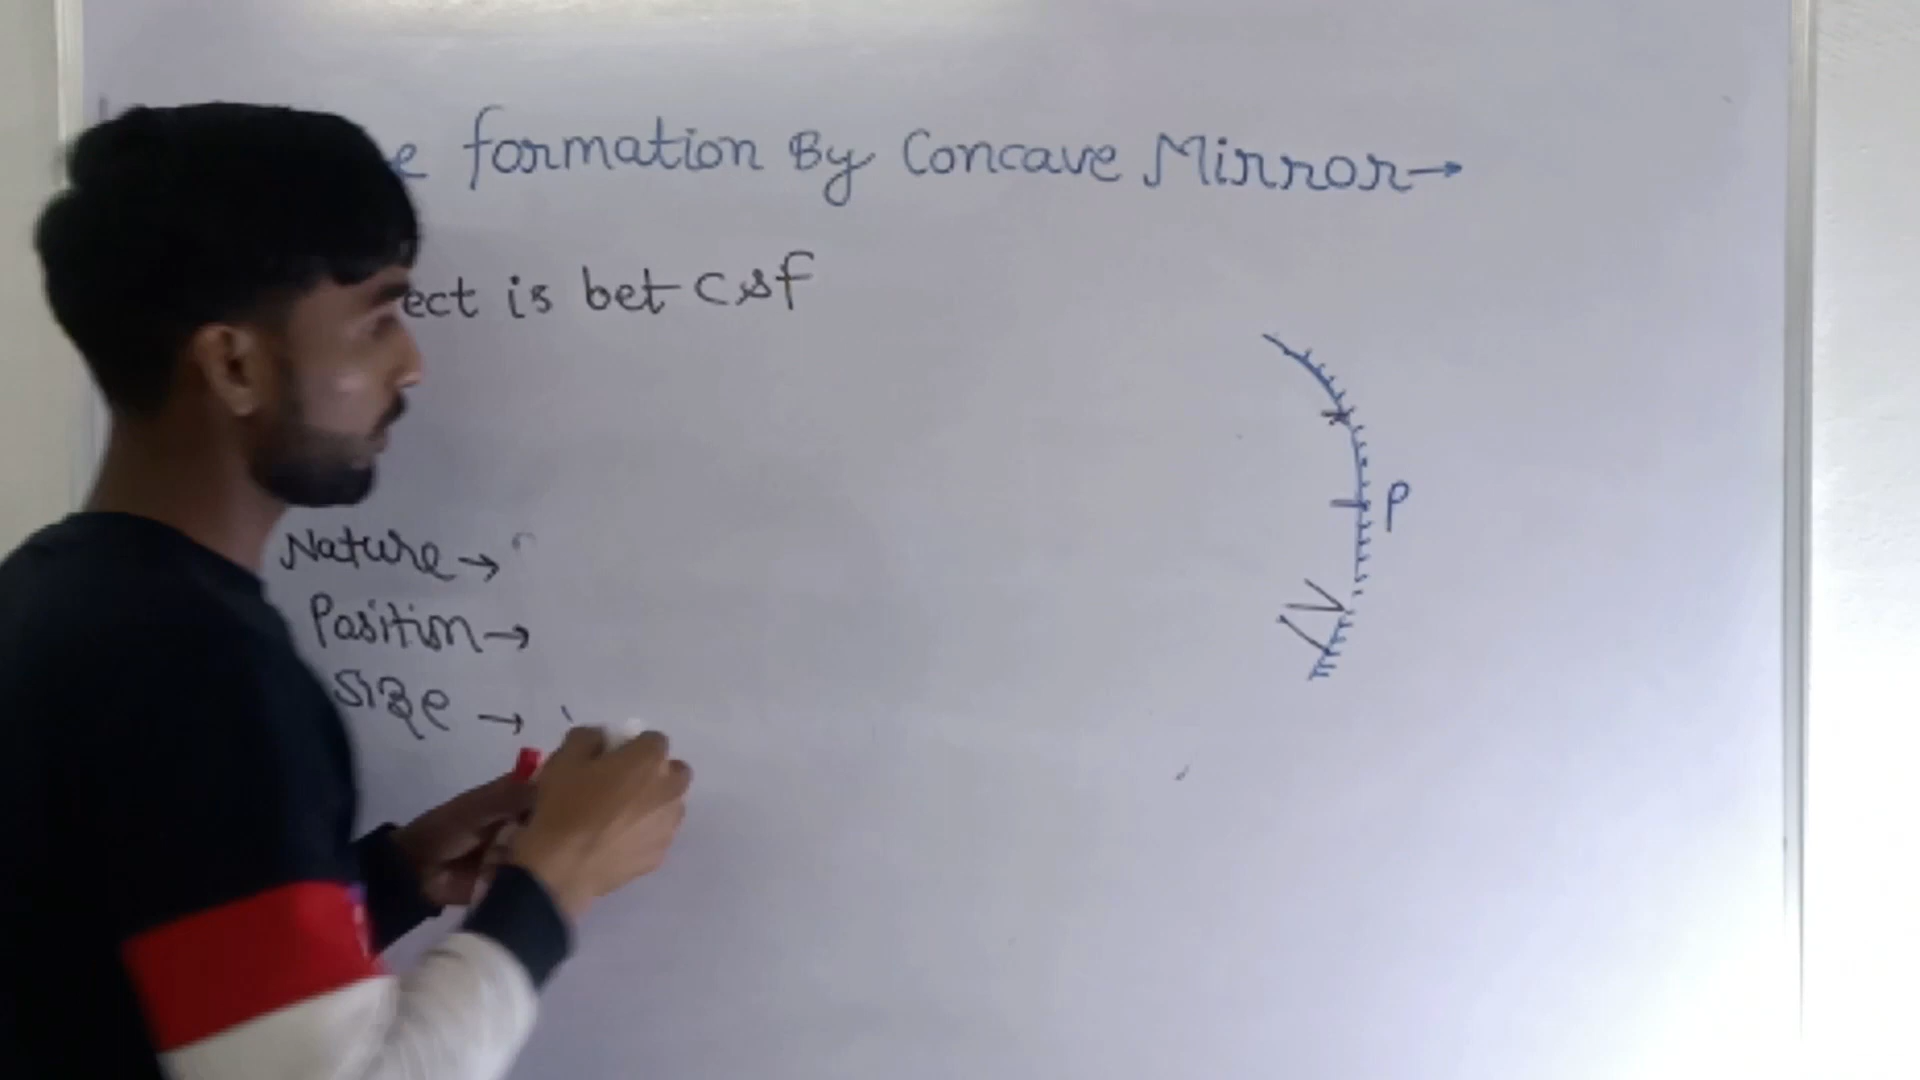 e formation By Concave Mirror→
ect is bet C & f
P
Nature →
Position →
Size →